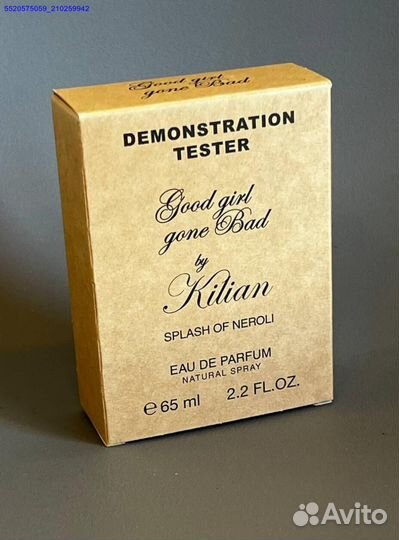 5520575059_210259942
Good girl
gone Bad
DEMONSTRATION
TESTER
Good girl
gone Bad
by
Kilian
SPLASH OF NEROLI
EAU DE PARFUM
NATURAL SPRAY
e 65 ml 2.2 FL.OZ.
Avito